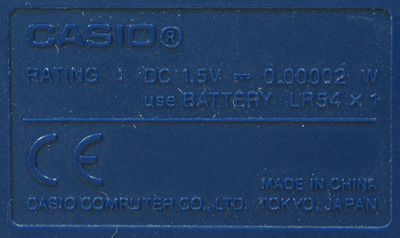 CASIO®
RATING : DC 1.5V ⎓ 0.00002 W
use BATTERY LR54 × 1
CE
MADE IN CHINA
CASIO COMPUTER CO., LTD. TOKYO, JAPAN